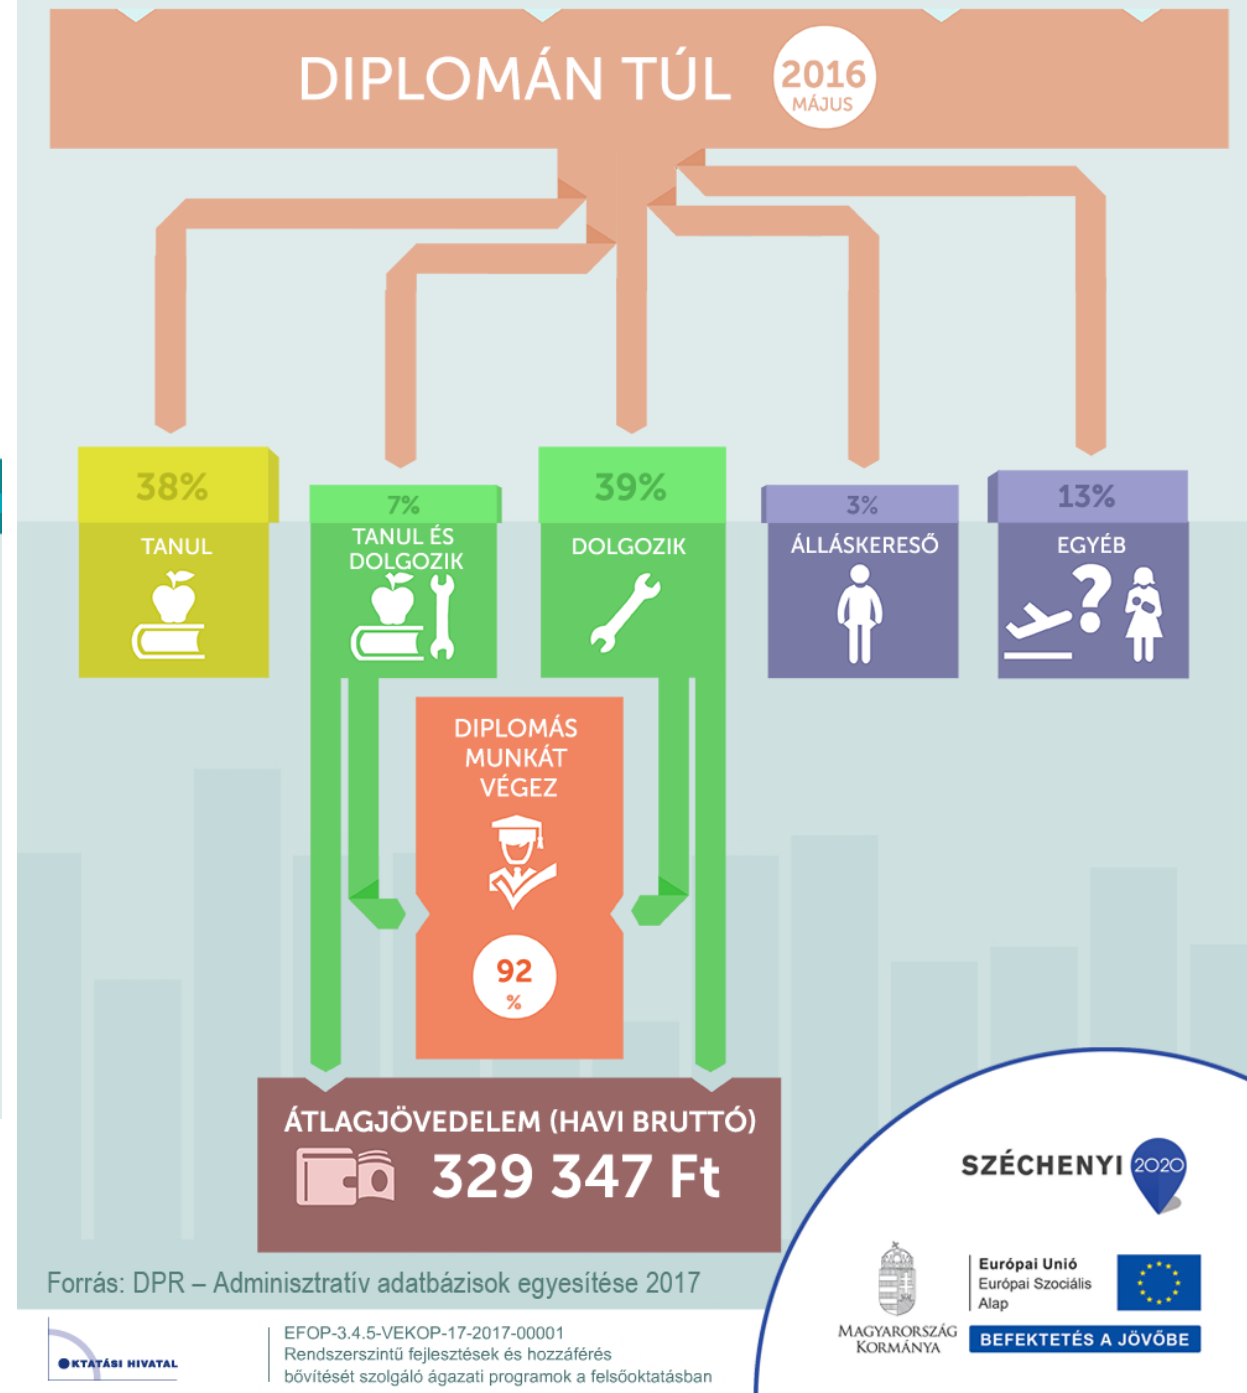 DIPLOMÁN TÚL
2016
MÁJUS
38%
TANUL
7%
TANUL ÉS
DOLGOZIK
39%
DOLGOZIK
3%
ÁLLÁSKERESŐ
13%
EGYÉB
?
DIPLOMÁS
MUNKÁT
VÉGEZ
92
%
ÁTLAGJÖVEDELEM (HAVI BRUTTÓ)
329 347 Ft
SZÉCHENYI 2020
Forrás: DPR – Adminisztratív adatbázisok egyesítése 2017
OKTATÁSI HIVATAL
EFOP-3.4.5-VEKOP-17-2017-00001
Rendszerszintű fejlesztések és hozzáférés
bővítését szolgáló ágazati programok a felsőoktatásban
MAGYARORSZÁG
KORMÁNYA
Európai Unió
Európai Szociális
Alap
BEFEKTETÉS A JÖVŐBE